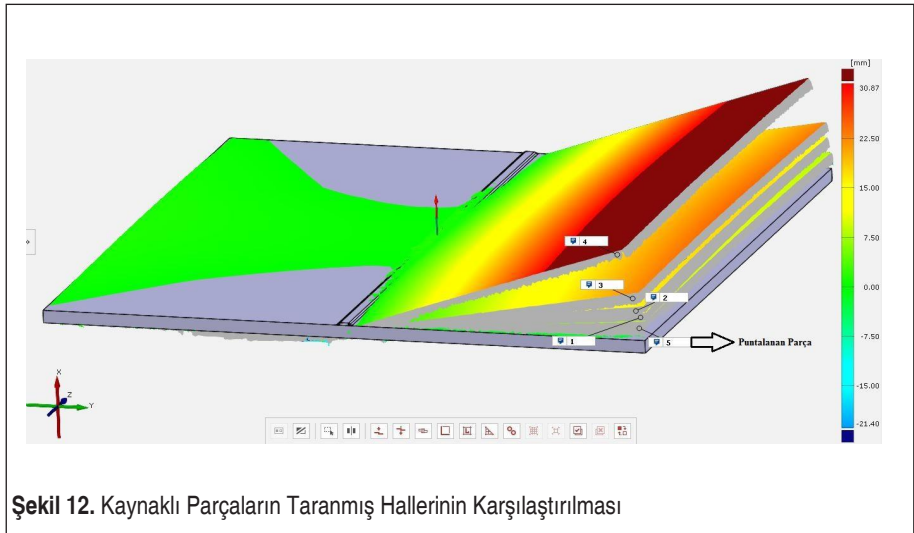 [mm]
30.87
22.50
15.00
7.50
0.00
-7.50
-15.00
-21.40
4
3
2
1
5
Puntalanan Parça
X
Z
Y
Şekil 12. Kaynaklı Parçaların Taranmış Hallerinin Karşılaştırılması